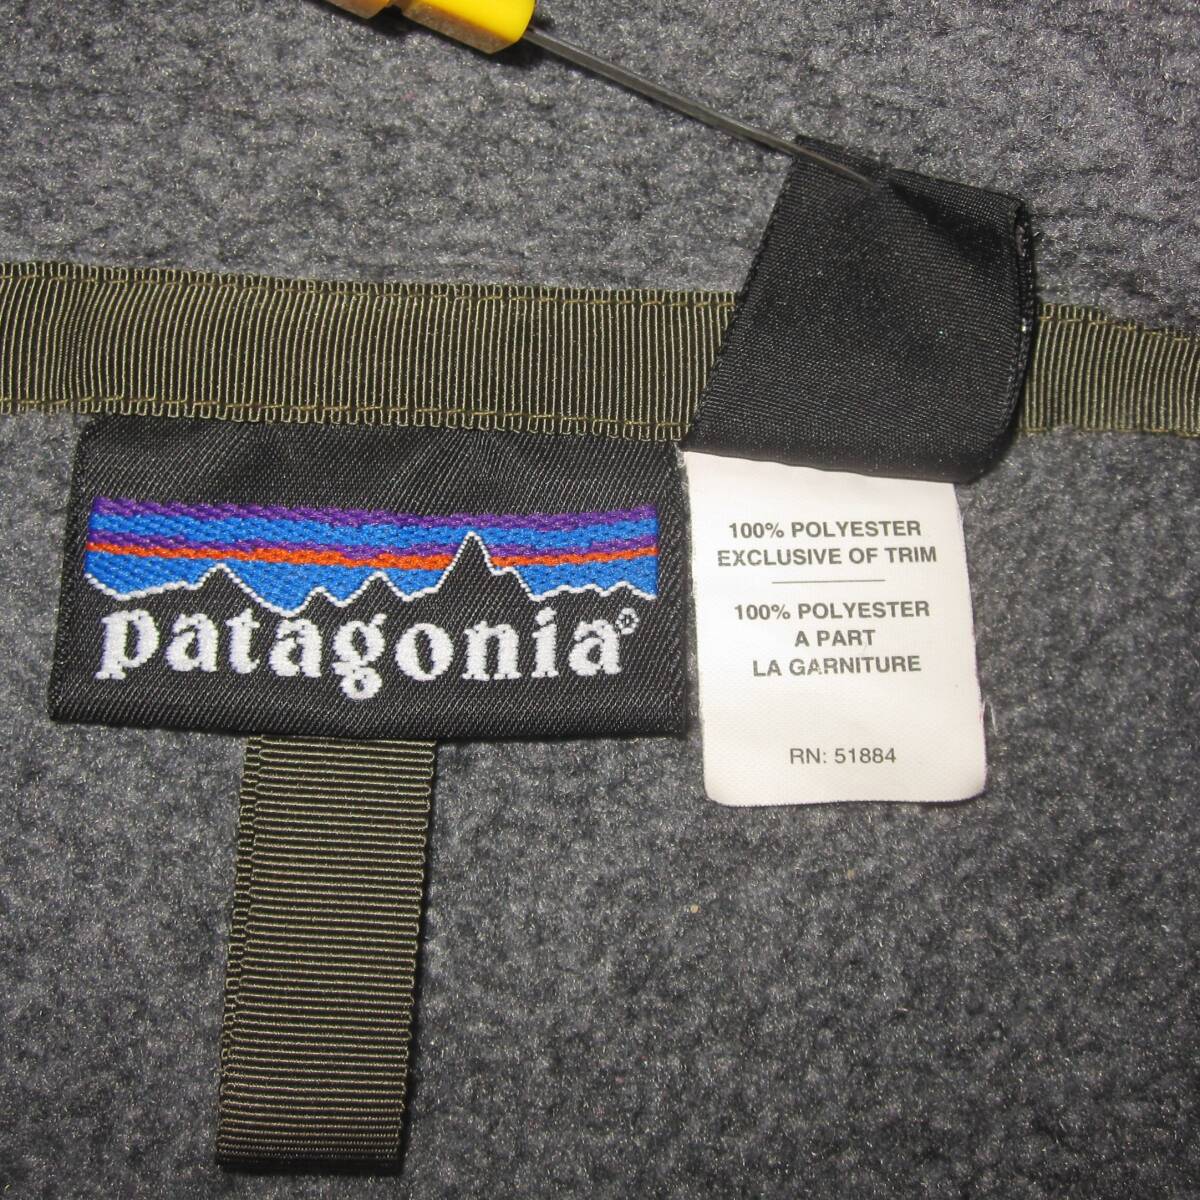 patagonia®
100% POLYESTER
EXCLUSIVE OF TRIM
100% POLYESTER
A PART
LA GARNITURE
RN: 51884